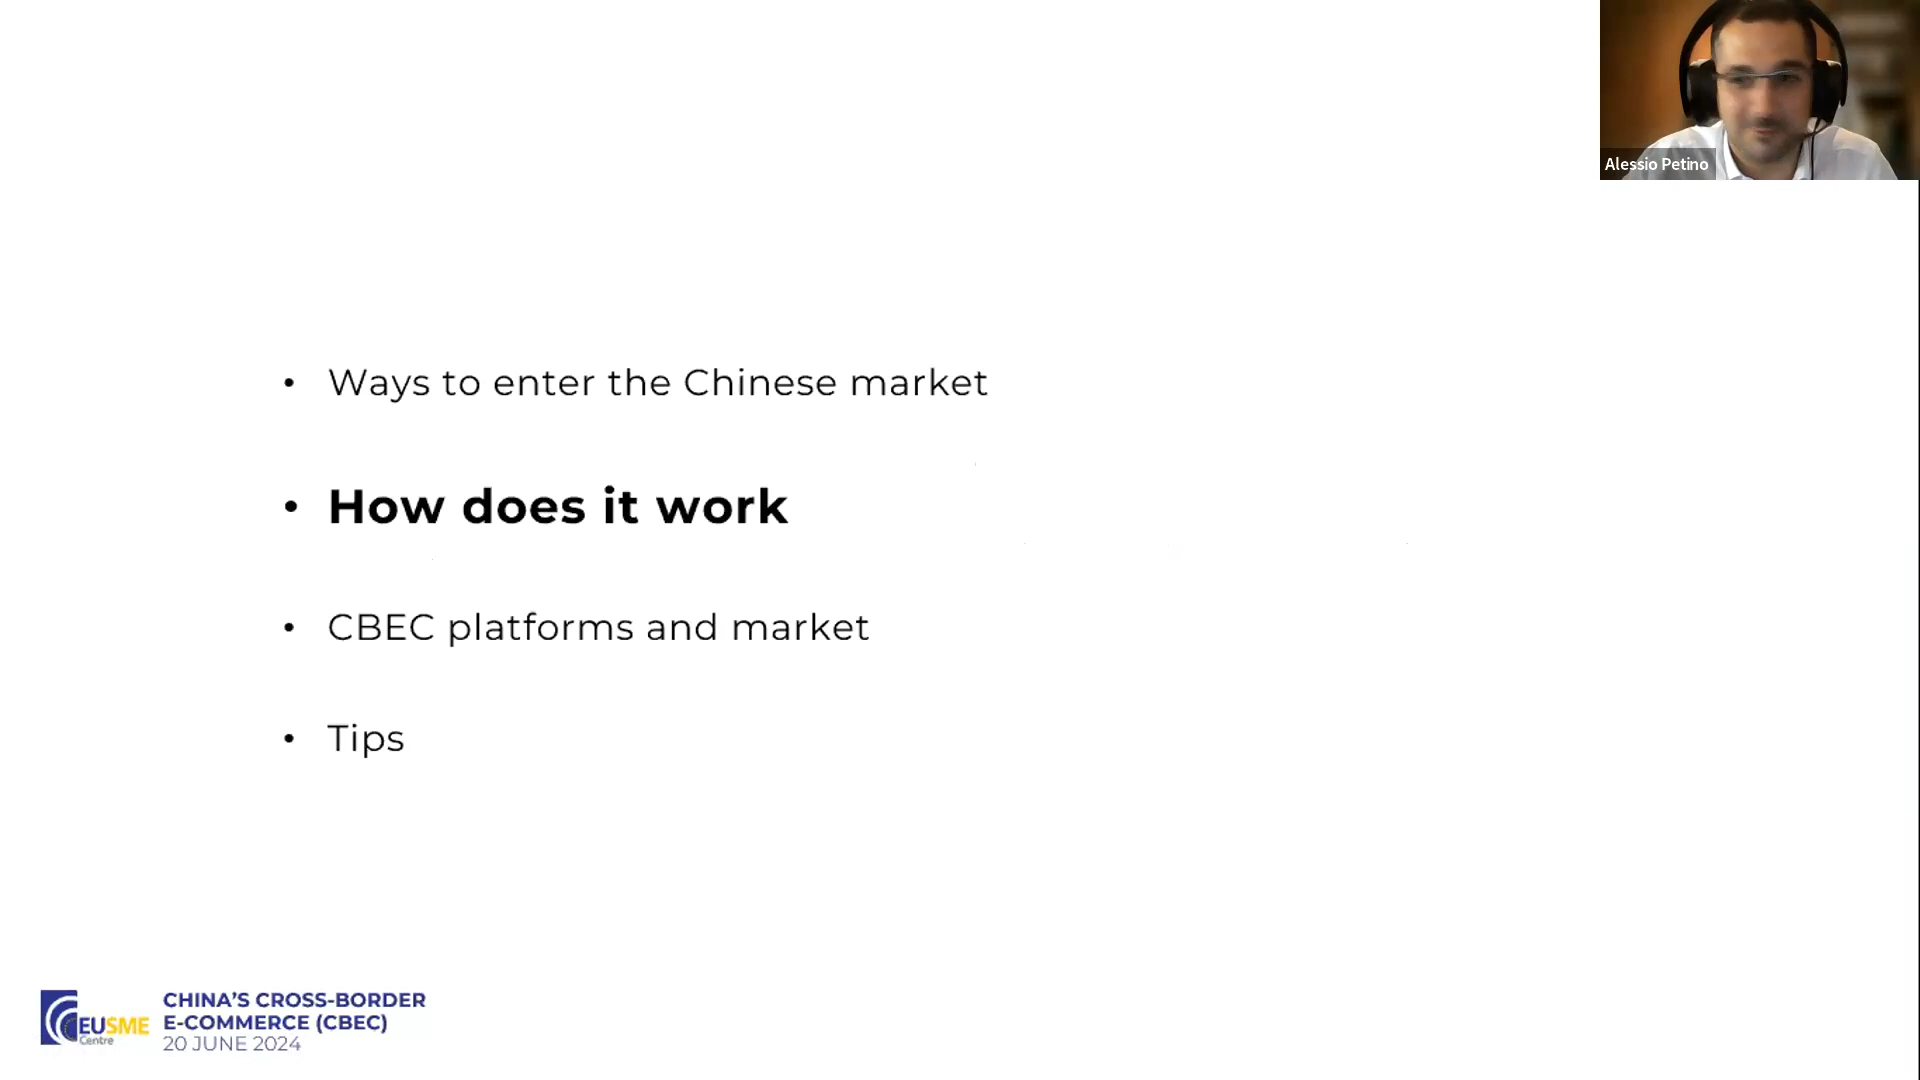 Alessio Petino
• Ways to enter the Chinese market
• How does it work
• CBEC platforms and market
• Tips
EUSME
Centre
CHINA'S CROSS-BORDER
E-COMMERCE (CBEC)
20 JUNE 2024